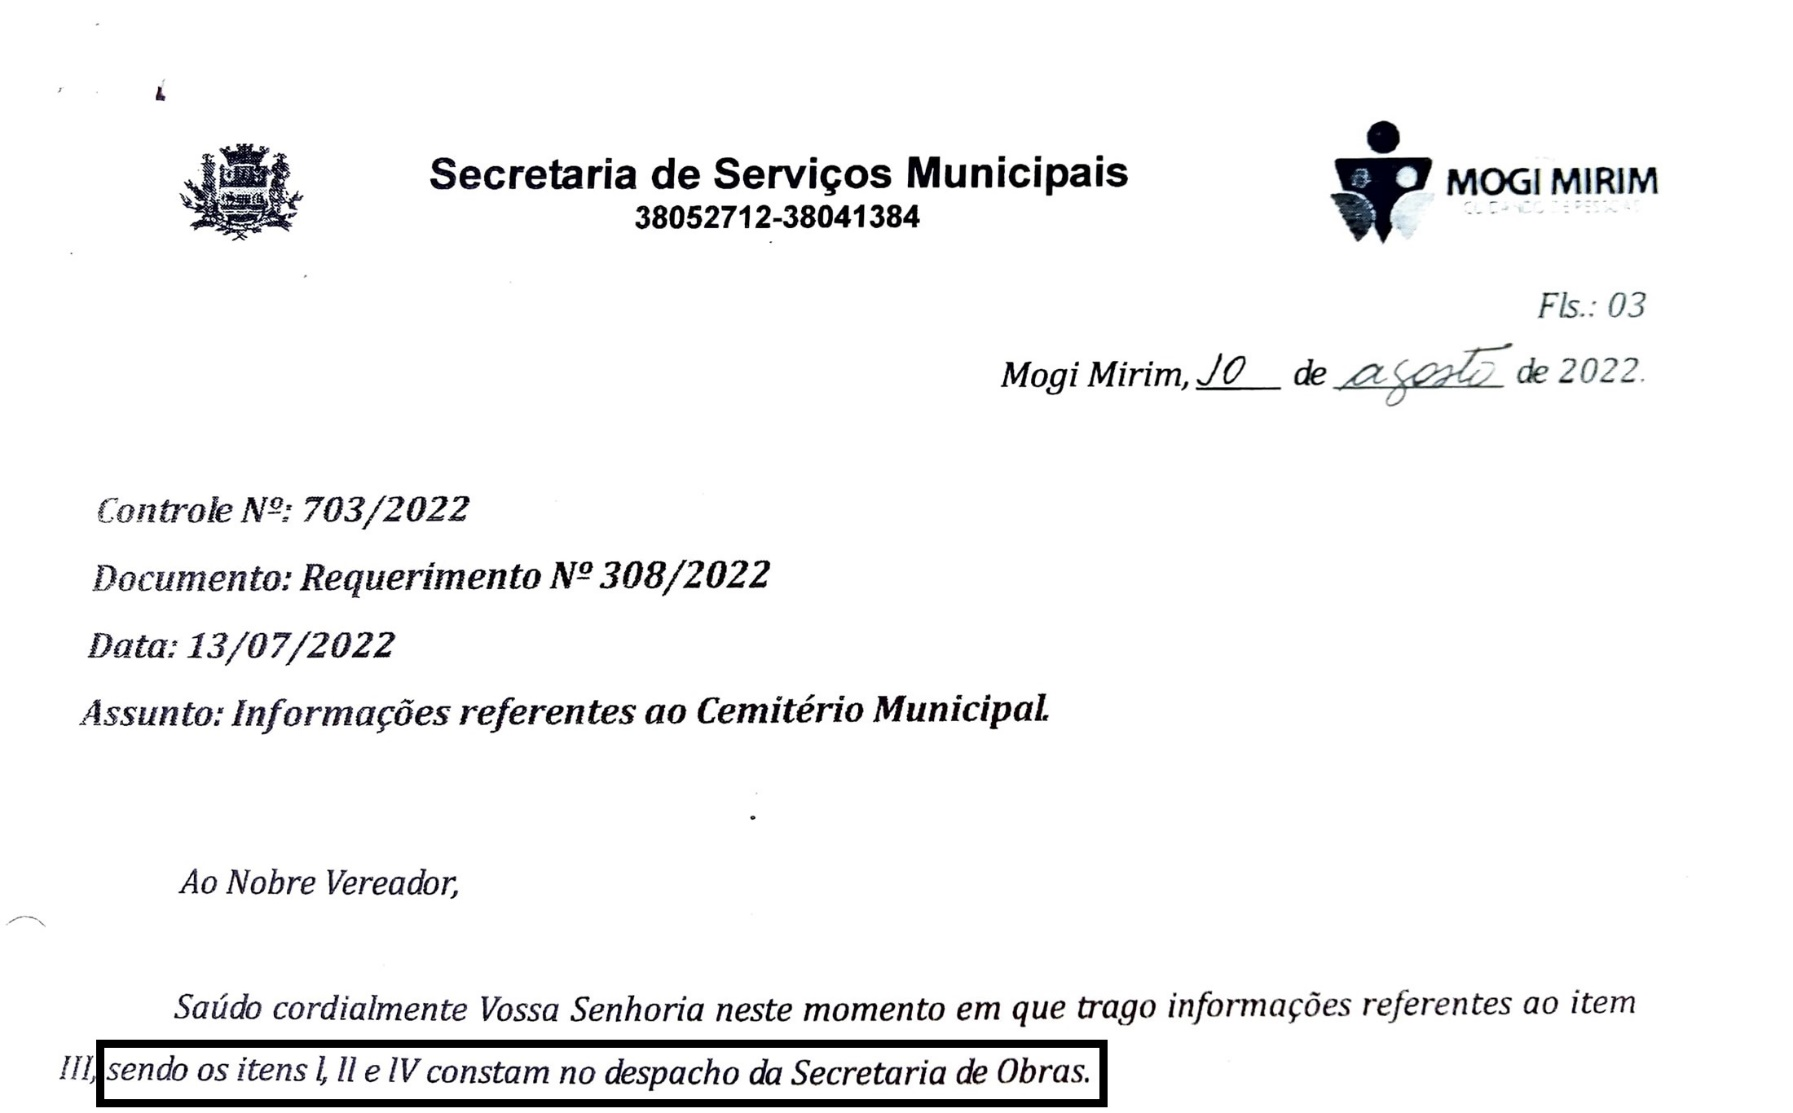 Secretaria de Serviços Municipais
38052712-38041384
MOGI MIRIM
Fls.: 03
Mogi Mirim, 10 de agosto de 2022.
Controle Nº: 703/2022
Documento: Requerimento Nº 308/2022
Data: 13/07/2022
Assunto: Informações referentes ao Cemitério Municipal.
Ao Nobre Vereador,
Saúdo cordialmente Vossa Senhoria neste momento em que trago informações referentes ao item
III, sendo os itens l, ll e lV constam no despacho da Secretaria de Obras.